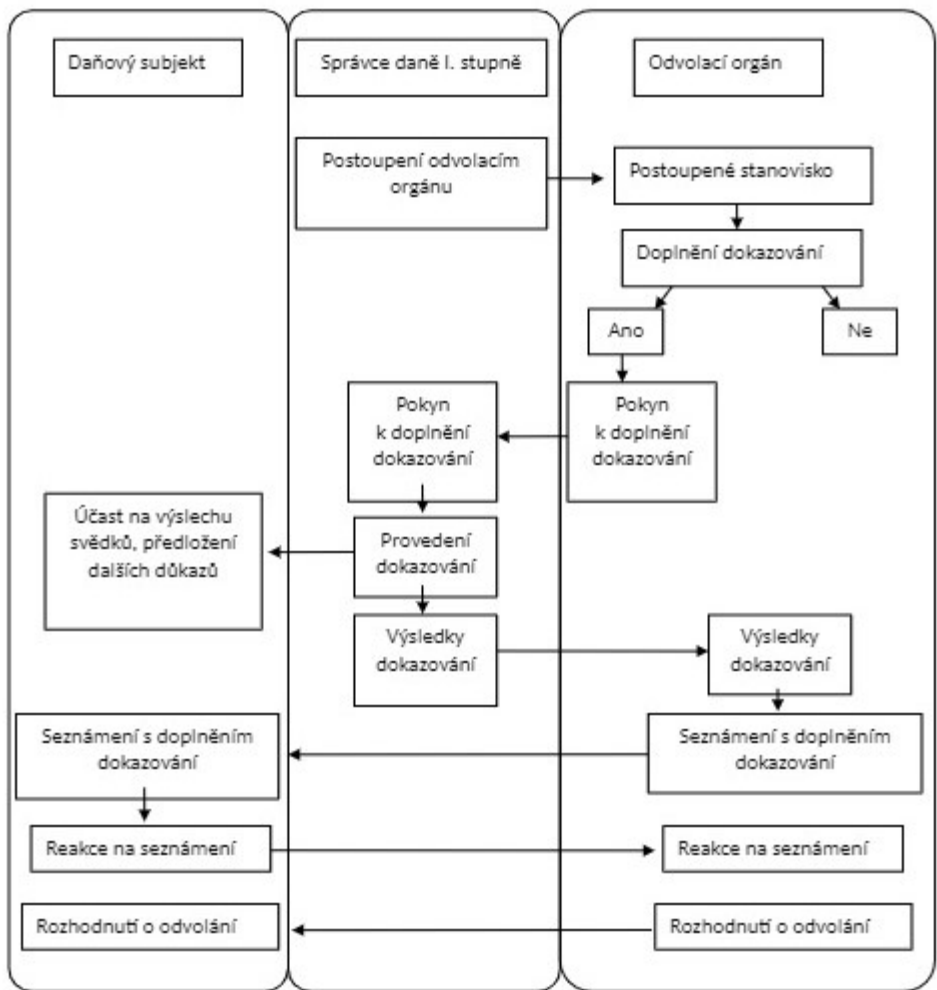 Daňový subjekt
Správce daně I. stupně
Odvolací orgán
Postoupení odvolacím
orgánu
Postoupené stanovisko
Doplnění dokazování
Ano
Ne
Pokyn
k doplnění
dokazování
Pokyn
k doplnění
dokazování
Účast na výslechu
svědků, předložení
dalších důkazů
Provedení
dokazování
Výsledky
dokazování
Výsledky
dokazování
Seznámení s doplněním
dokazování
Seznámení s doplněním
dokazování
Reakce na seznámení
Reakce na seznámení
Rozhodnutí o odvolání
Rozhodnutí o odvolání